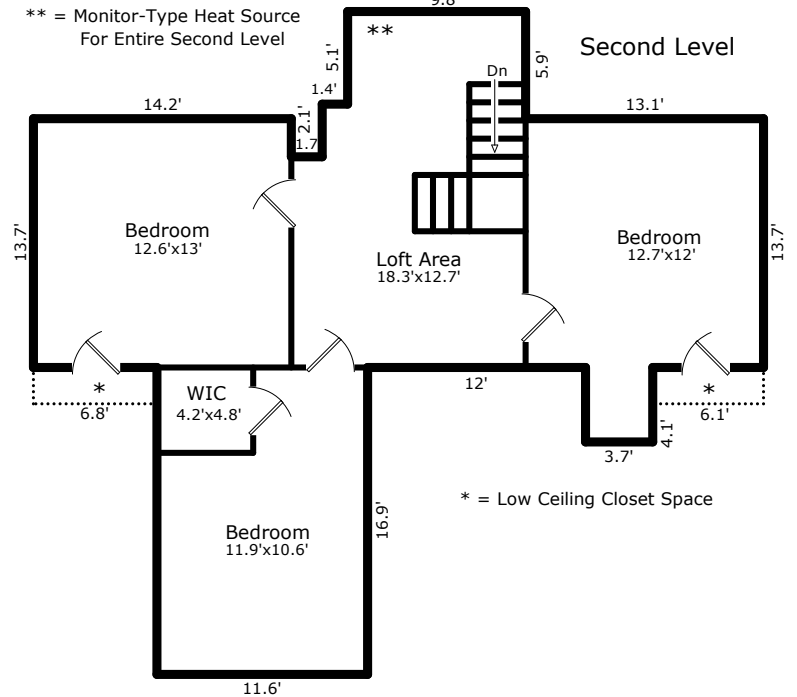 9.8'
** = Monitor-Type Heat Source
For Entire Second Level
**
Second Level
5.1'
5.9'
Dn
1.4'
14.2'
2.1'
1.7'
13.1'
13.7'
Bedroom
12.6'x13'
Loft Area
18.3'x12.7'
Bedroom
12.7'x12'
13.7'
*
6.8'
WIC
4.2'x4.8'
12'
*
6.1'
4.1'
3.7'
* = Low Ceiling Closet Space
16.9'
Bedroom
11.9'x10.6'
11.6'